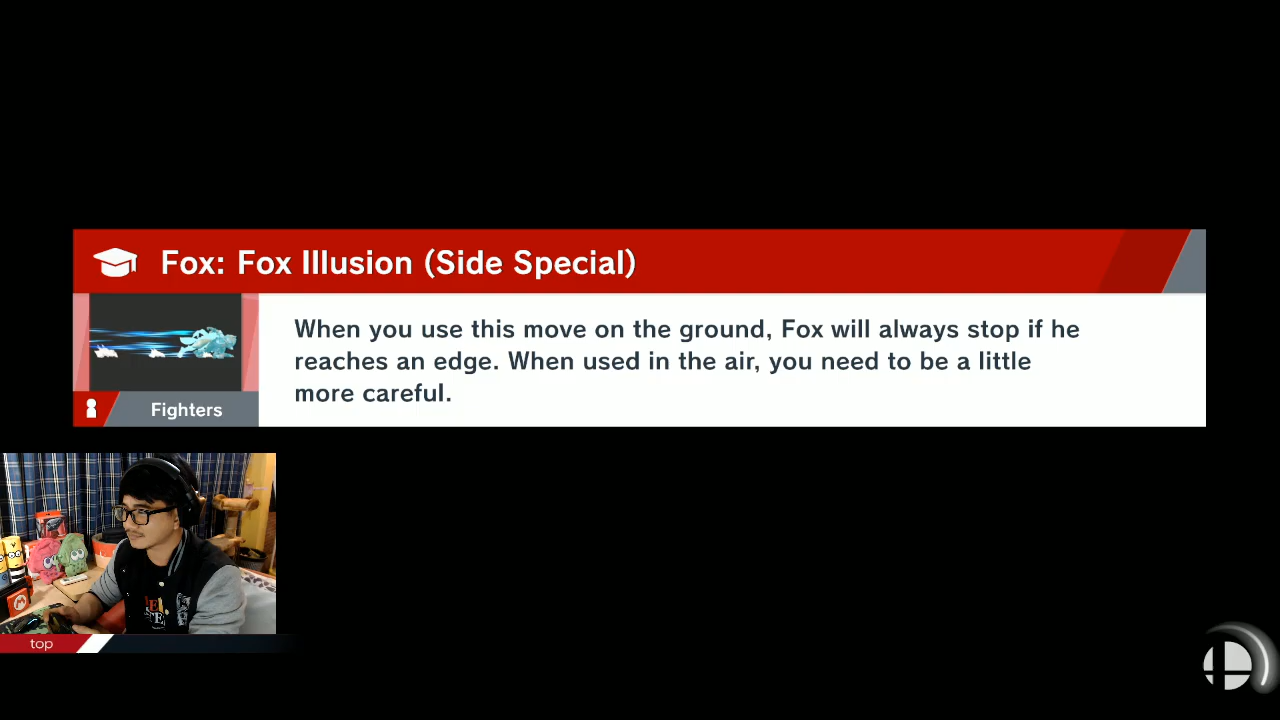 Fox: Fox Illusion (Side Special)
When you use this move on the ground, Fox will always stop if he
reaches an edge. When used in the air, you need to be a little
more careful.
Fighters
top